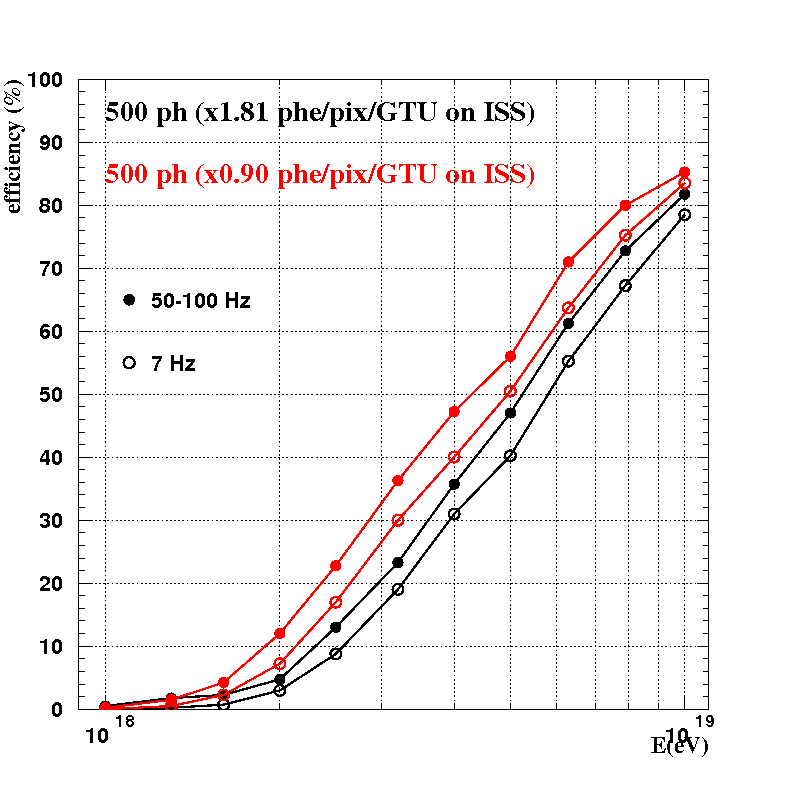 efficiency (%)
100
90
80
70
60
50
40
30
20
10
0
500 ph (x1.81 phe/pix/GTU on ISS)
500 ph (x0.90 phe/pix/GTU on ISS)
50-100 Hz
7 Hz
10 18
10 19
E(eV)